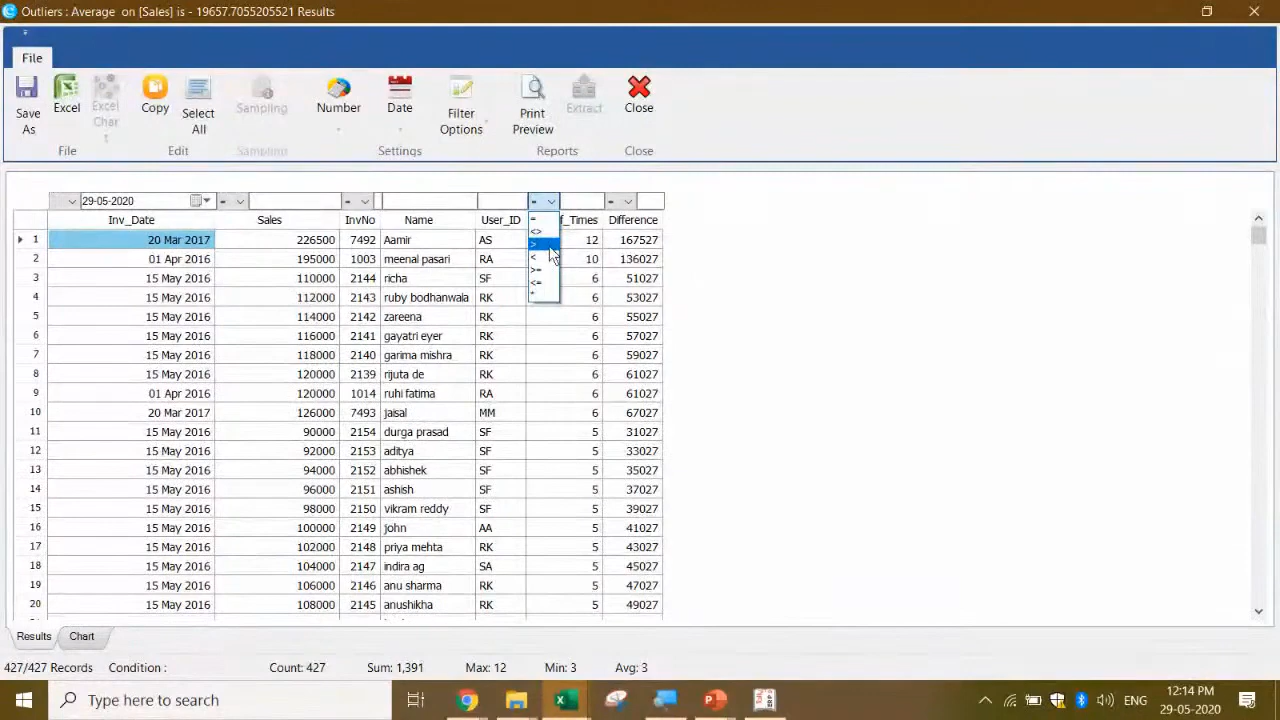 Outliers : Average  on [Sales] is - 19657.7055205521 Results
File
Save As
Excel
Excel Chart
Copy
Select All
Sampling
Number
Date
Filter Options
Print Preview
Extract
Close
File
Edit
Sampling
Settings
Reports
Close
29-05-2020 = = = =
Inv_Date Sales InvNo Name User_ID f_Times Difference
1 20 Mar 2017 226500 7492 Aamir AS 12 167527
2 01 Apr 2016 195000 1003 meenal pasari RA 10 136027
3 15 May 2016 110000 2144 richa SF 6 51027
4 15 May 2016 112000 2143 ruby bodhanwala RK 6 53027
5 15 May 2016 114000 2142 zareena RK 6 55027
6 15 May 2016 116000 2141 gayatri eyer RK 6 57027
7 15 May 2016 118000 2140 garima mishra RK 6 59027
8 15 May 2016 120000 2139 rijuta de RK 6 61027
9 01 Apr 2016 120000 1014 ruhi fatima RA 6 61027
10 20 Mar 2017 126000 7493 jaisal MM 6 67027
11 15 May 2016 90000 2154 durga prasad SF 5 31027
12 15 May 2016 92000 2153 aditya SF 5 33027
13 15 May 2016 94000 2152 abhishek SF 5 35027
14 15 May 2016 96000 2151 ashish SF 5 37027
15 15 May 2016 98000 2150 vikram reddy SF 5 39027
16 15 May 2016 100000 2149 john AA 5 41027
17 15 May 2016 102000 2148 priya mehta RK 5 43027
18 15 May 2016 104000 2147 indira ag SA 5 45027
19 15 May 2016 106000 2146 anu sharma RK 5 47027
20 15 May 2016 108000 2145 anushikha RK 5 49027
=
<>
>
<
>=
<=
*
Results Chart
427/427 Records Condition : Count: 427 Sum: 1,391 Max: 12 Min: 3 Avg: 3
Type here to search
ENG
12:14 PM
29-05-2020